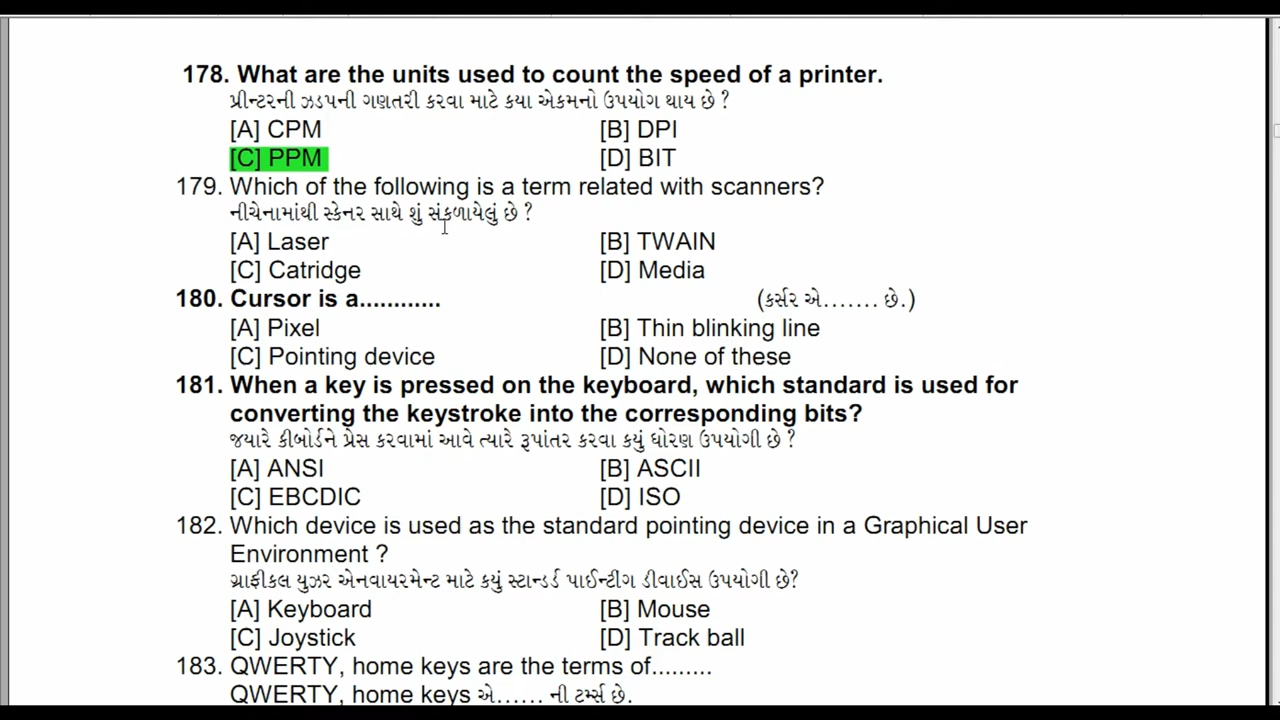 178. What are the units used to count the speed of a printer.
પ્રીન્ટરની ઝડપની ગણતરી કરવા માટે કયા એકમનો ઉપયોગ થાય છે ?
[A] CPM [B] DPI
[C] PPM [D] BIT
179. Which of the following is a term related with scanners?
નીચેનામાંથી સ્કેનર સાથે શું સંકળાયેલું છે ?
[A] Laser [B] TWAIN
[C] Catridge [D] Media
180. Cursor is a............ (કર્સર એ....... છે.)
[A] Pixel [B] Thin blinking line
[C] Pointing device [D] None of these
181. When a key is pressed on the keyboard, which standard is used for
converting the keystroke into the corresponding bits?
જયારે કીબોર્ડને પ્રેસ કરવામાં આવે ત્યારે રૂપાંતર કરવા કયું ધોરણ ઉપયોગી છે ?
[A] ANSI [B] ASCII
[C] EBCDIC [D] ISO
182. Which device is used as the standard pointing device in a Graphical User
Environment ?
ગ્રાફીકલ યુઝર એનવાયરમેન્ટ માટે કયું સ્ટાન્ડર્ડ પાઈન્ટીંગ ડીવાઈસ ઉપયોગી છે?
[A] Keyboard [B] Mouse
[C] Joystick [D] Track ball
183. QWERTY, home keys are the terms of.........
QWERTY, home keys એ...... ની ટર્મ્સ છે.